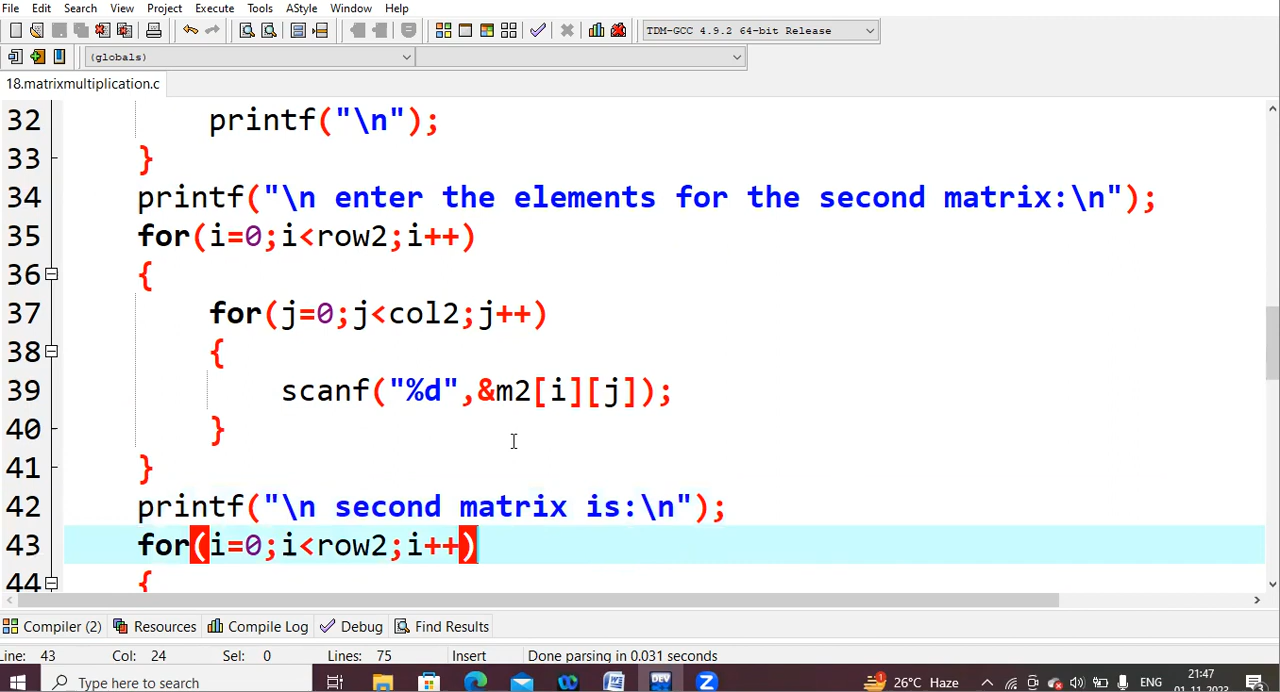 File Edit Search View Project Execute Tools AStyle Window Help
TDM-GCC 4.9.2 64-bit Release
(globals)
18.matrixmultiplication.c
32 printf("\n");
33 }
34 printf("\n enter the elements for the second matrix:\n");
35 for(i=0;i<row2;i++)
36 {
37 for(j=0;j<col2;j++)
38 {
39 scanf("%d",&m2[i][j]);
40 }
41 }
42 printf("\n second matrix is:\n");
43 for(i=0;i<row2;i++)
44 {
Compiler (2) Resources Compile Log Debug Find Results
Line: 43 Col: 24 Sel: 0 Lines: 75 Insert Done parsing in 0.031 seconds
Type here to search DEV 26°C Haze ENG 21:47